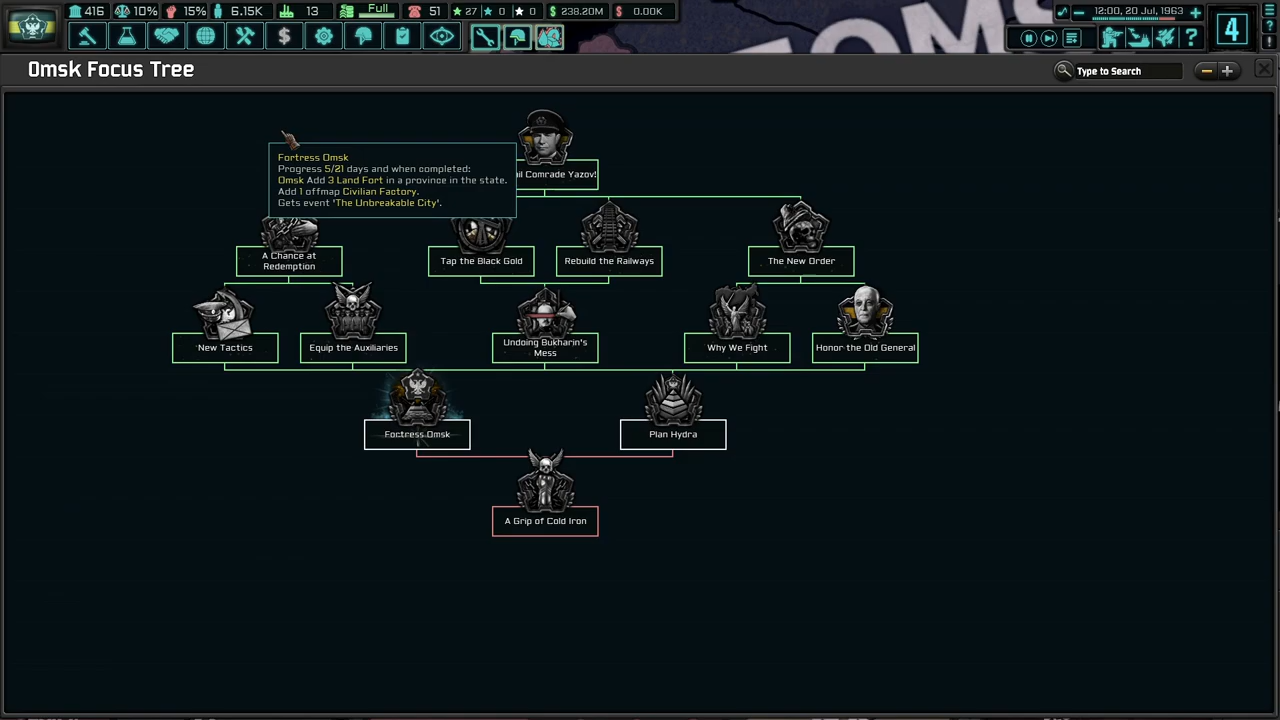 416 10% 15% 6.15K 13 Full 51 27 0 0 $ 238.20M $ 0.00K
12:00, 20 Jul, 1963
4
OMS
Omsk Focus Tree
Type to Search
Fortress Omsk
Progress 5/21 days and when completed:
Omsk Add 3 Land Fort in a province in the state.
Add 1 offmap Civilian Factory.
Gets event 'The Unbreakable City'.
il Comrade Yazov!
A Chance at
Redemption
Tap the Black Gold
Rebuild the Railways
The New Order
New Tactics
Equip the Auxiliaries
Undoing Bukharin's
Mess
Why We Fight
Honor the Old General
Fortress Omsk
Plan Hydra
A Grip of Cold Iron